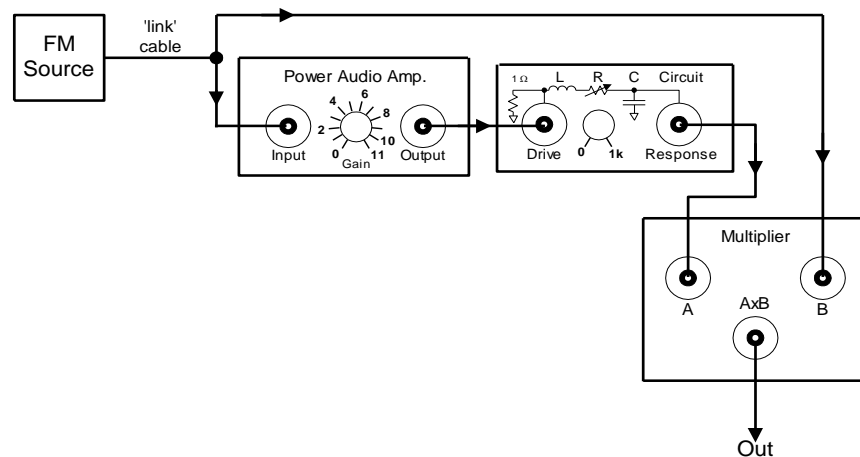 FM
Source
'link'
cable
Power Audio Amp.
Input
0
2
4
6
8
10
11
Gain
Output
1 Ω
L
R
C
Circuit
Drive
0
1k
Response
Multiplier
A
AxB
B
Out